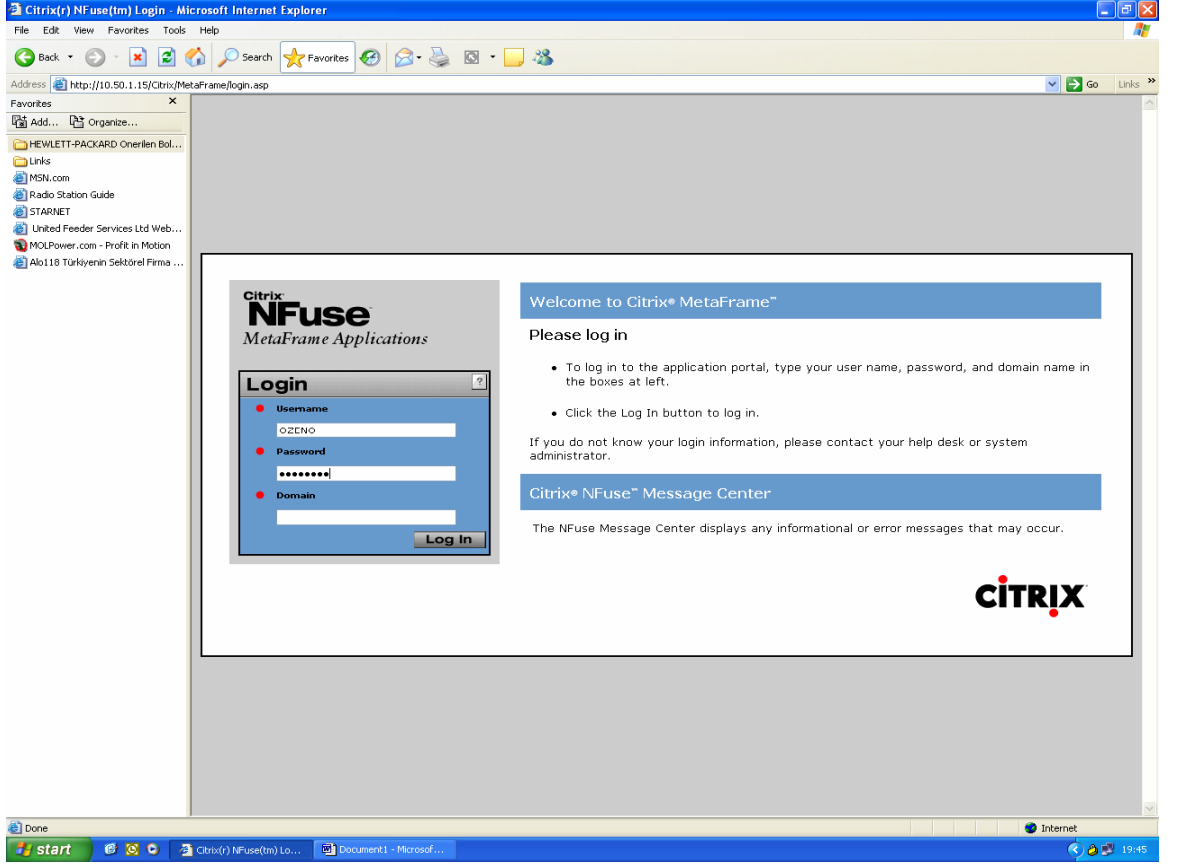 Citrix(r) NFuse(tm) Login - Microsoft Internet Explorer
File Edit View Favorites Tools Help
Back Search Favorites
Address http://10.50.1.15/Citrix/MetaFrame/login.asp Go Links »
Favorites
Add... Organize...
HEWLETT-PACKARD Onerilen Bol...
Links
MSN.com
Radio Station Guide
STARNET
United Feeder Services Ltd Web...
MOLPower.com - Profit in Motion
Alo118 Türkiyenin Sektörel Firma ...
Citrix
NFuse
MetaFrame Applications
Login ?
Username
OZENO
Password
••••••••
Domain
Log In
Welcome to Citrix® MetaFrame™
Please log in
• To log in to the application portal, type your user name, password, and domain name in
the boxes at left.
• Click the Log In button to log in.
If you do not know your login information, please contact your help desk or system
administrator.
Citrix® NFuse™ Message Center
The NFuse Message Center displays any informational or error messages that may occur.
CITRIX
Done Internet
start Citrix(r) NFuse(tm) Lo... Document1 - Microsof... 19:45